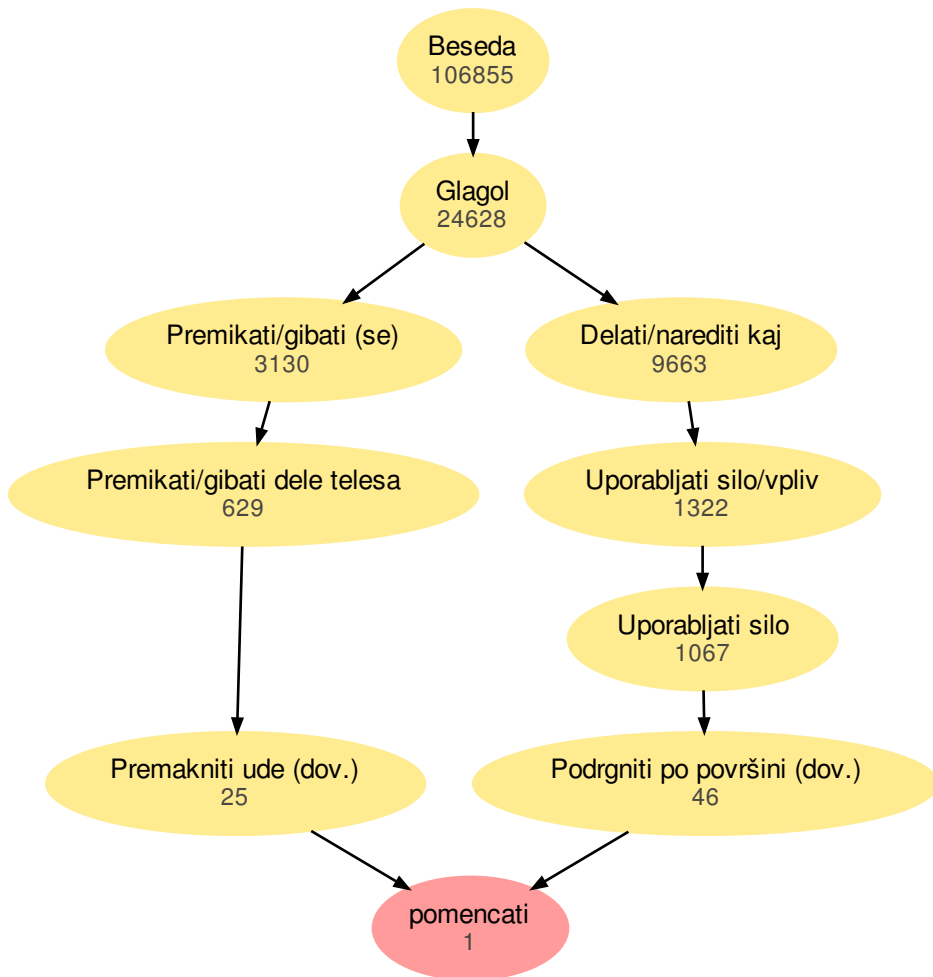 Beseda
106855
Glagol
24628
Premikati/gibati (se)
3130
Delati/narediti kaj
9663
Premikati/gibati dele telesa
629
Uporabljati silo/vpliv
1322
Uporabljati silo
1067
Premakniti ude (dov.)
25
Podrgniti po površini (dov.)
46
pomencati
1